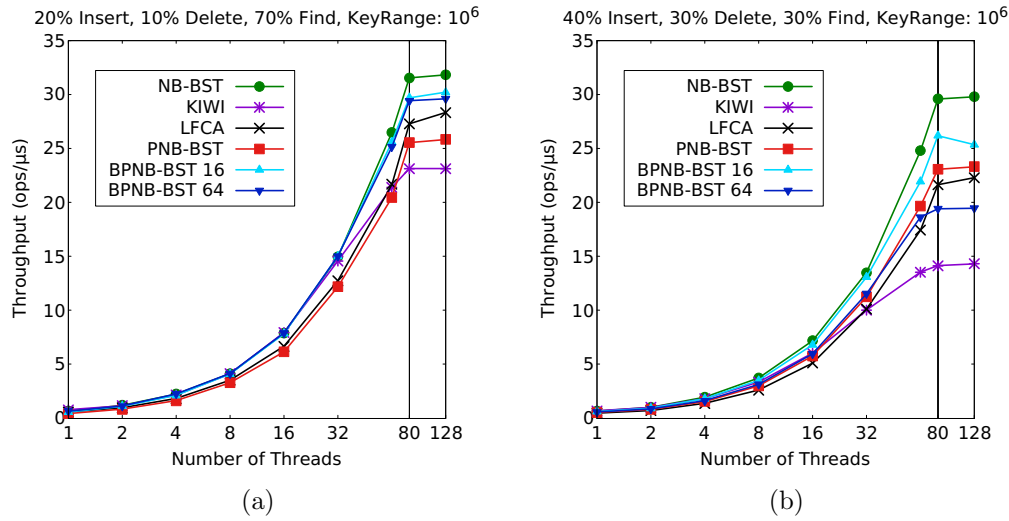 20% Insert, 10% Delete, 70% Find, KeyRange: 10⁶
35
30
25
20
15
10
5
0
Throughput (ops/µs)
NB-BST
KIWI
LFCA
PNB-BST
BPNB-BST 16
BPNB-BST 64
1 2 4 8 16 32 80 128
Number of Threads
(a)
40% Insert, 30% Delete, 30% Find, KeyRange: 10⁶
35
30
25
20
15
10
5
0
Throughput (ops/µs)
NB-BST
KIWI
LFCA
PNB-BST
BPNB-BST 16
BPNB-BST 64
1 2 4 8 16 32 80 128
Number of Threads
(b)